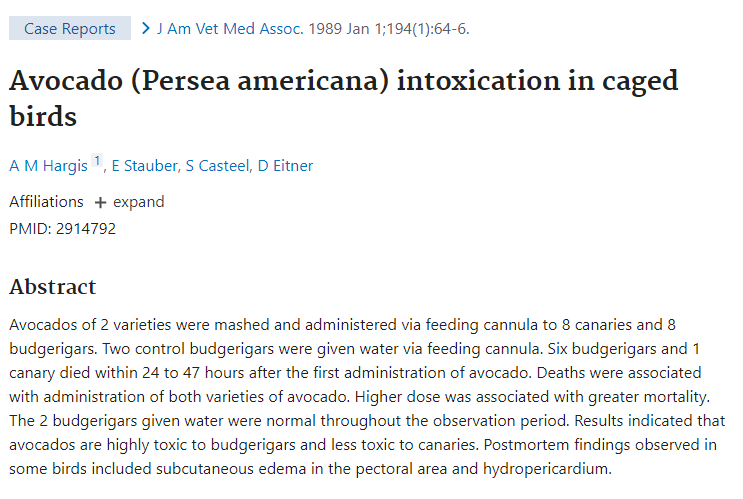 Case Reports > J Am Vet Med Assoc. 1989 Jan 1;194(1):64-6.
Avocado (Persea americana) intoxication in caged
birds
A M Hargis 1, E Stauber, S Casteel, D Eitner
Affiliations + expand
PMID: 2914792
Abstract
Avocados of 2 varieties were mashed and administered via feeding cannula to 8 canaries and 8
budgerigars. Two control budgerigars were given water via feeding cannula. Six budgerigars and 1
canary died within 24 to 47 hours after the first administration of avocado. Deaths were associated
with administration of both varieties of avocado. Higher dose was associated with greater mortality.
The 2 budgerigars given water were normal throughout the observation period. Results indicated that
avocados are highly toxic to budgerigars and less toxic to canaries. Postmortem findings observed in
some birds included subcutaneous edema in the pectoral area and hydropericardium.